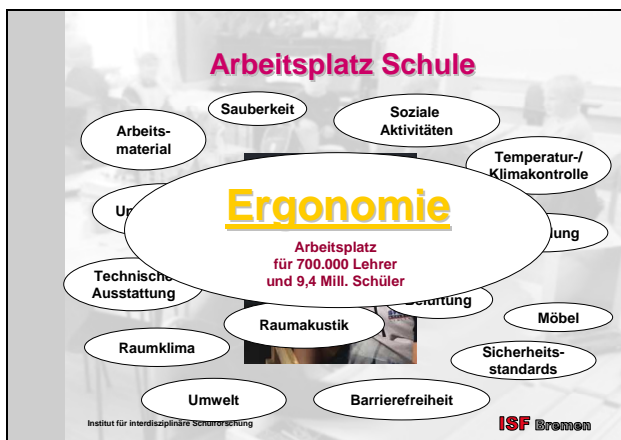 Arbeitsplatz Schule
Sauberkeit
Soziale
Aktivitäten
Arbeits-
material
Temperatur-/
Klimakontrolle
Ergonomie
Arbeitsplatz
für 700.000 Lehrer
und 9,4 Mill. Schüler
Technische
Ausstattung
Belüftung
Möbel
Raumakustik
Raumklima
Sicherheits-
standards
Umwelt
Barrierefreiheit
Institut für interdisziplinäre Schulforschung
ISF Bremen